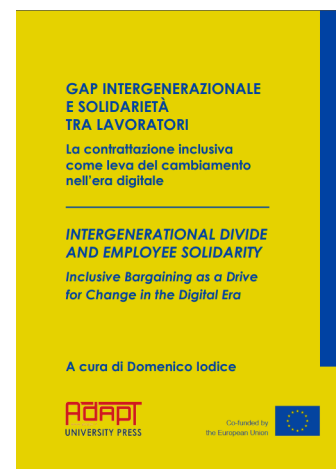 GAP INTERGENERAZIONALE
E SOLIDARIETÀ
TRA LAVORATORI
La contrattazione inclusiva
come leva del cambiamento
nell'era digitale
INTERGENERATIONAL DIVIDE
AND EMPLOYEE SOLIDARITY
Inclusive Bargaining as a Drive
for Change in the Digital Era
A cura di Domenico Iodice
ADAPT
UNIVERSITY PRESS
Co-funded by
the European Union